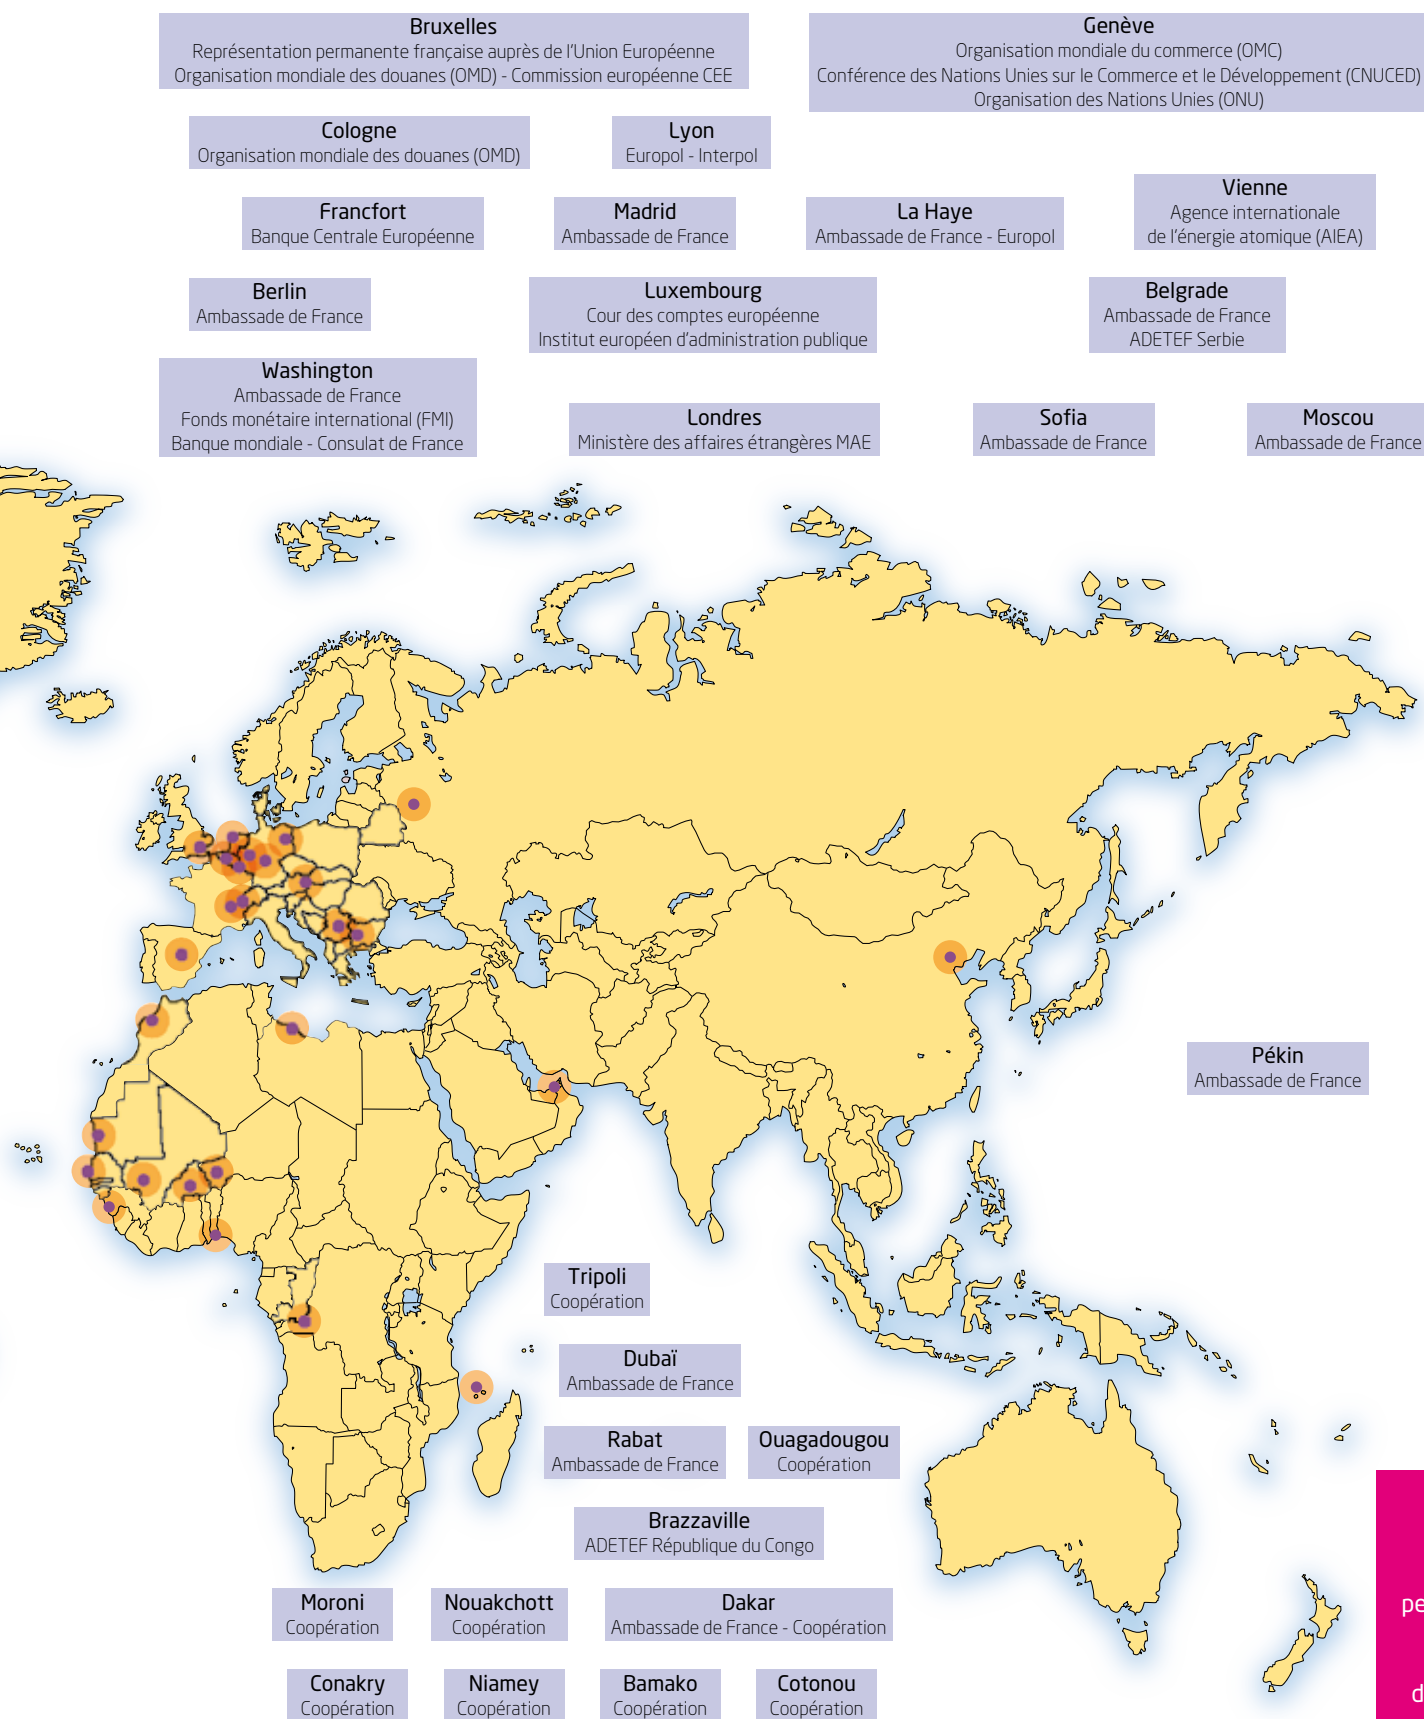 Bruxelles
Représentation permanente française auprès de l'Union Européenne
Organisation mondiale des douanes (OMD) - Commission européenne CEE
Genève
Organisation mondiale du commerce (OMC)
Conférence des Nations Unies sur le Commerce et le Développement (CNUCED)
Organisation des Nations Unies (ONU)
Cologne
Organisation mondiale des douanes (OMD)
Lyon
Europol - Interpol
Francfort
Banque Centrale Européenne
Madrid
Ambassade de France
La Haye
Ambassade de France - Europol
Vienne
Agence internationale
de l'énergie atomique (AIEA)
Berlin
Ambassade de France
Luxembourg
Cour des comptes européenne
Institut européen d'administration publique
Belgrade
Ambassade de France
ADETEF Serbie
Washington
Ambassade de France
Fonds monétaire international (FMI)
Banque mondiale - Consulat de France
Londres
Ministère des affaires étrangères MAE
Sofia
Ambassade de France
Moscou
Ambassade de France
Pékin
Ambassade de France
Tripoli
Coopération
Dubaï
Ambassade de France
Rabat
Ambassade de France
Ouagadougou
Coopération
Brazzaville
ADETEF République du Congo
Moroni
Coopération
Nouakchott
Coopération
Dakar
Ambassade de France - Coopération
Conakry
Coopération
Niamey
Coopération
Bamako
Coopération
Cotonou
Coopération
pe
d